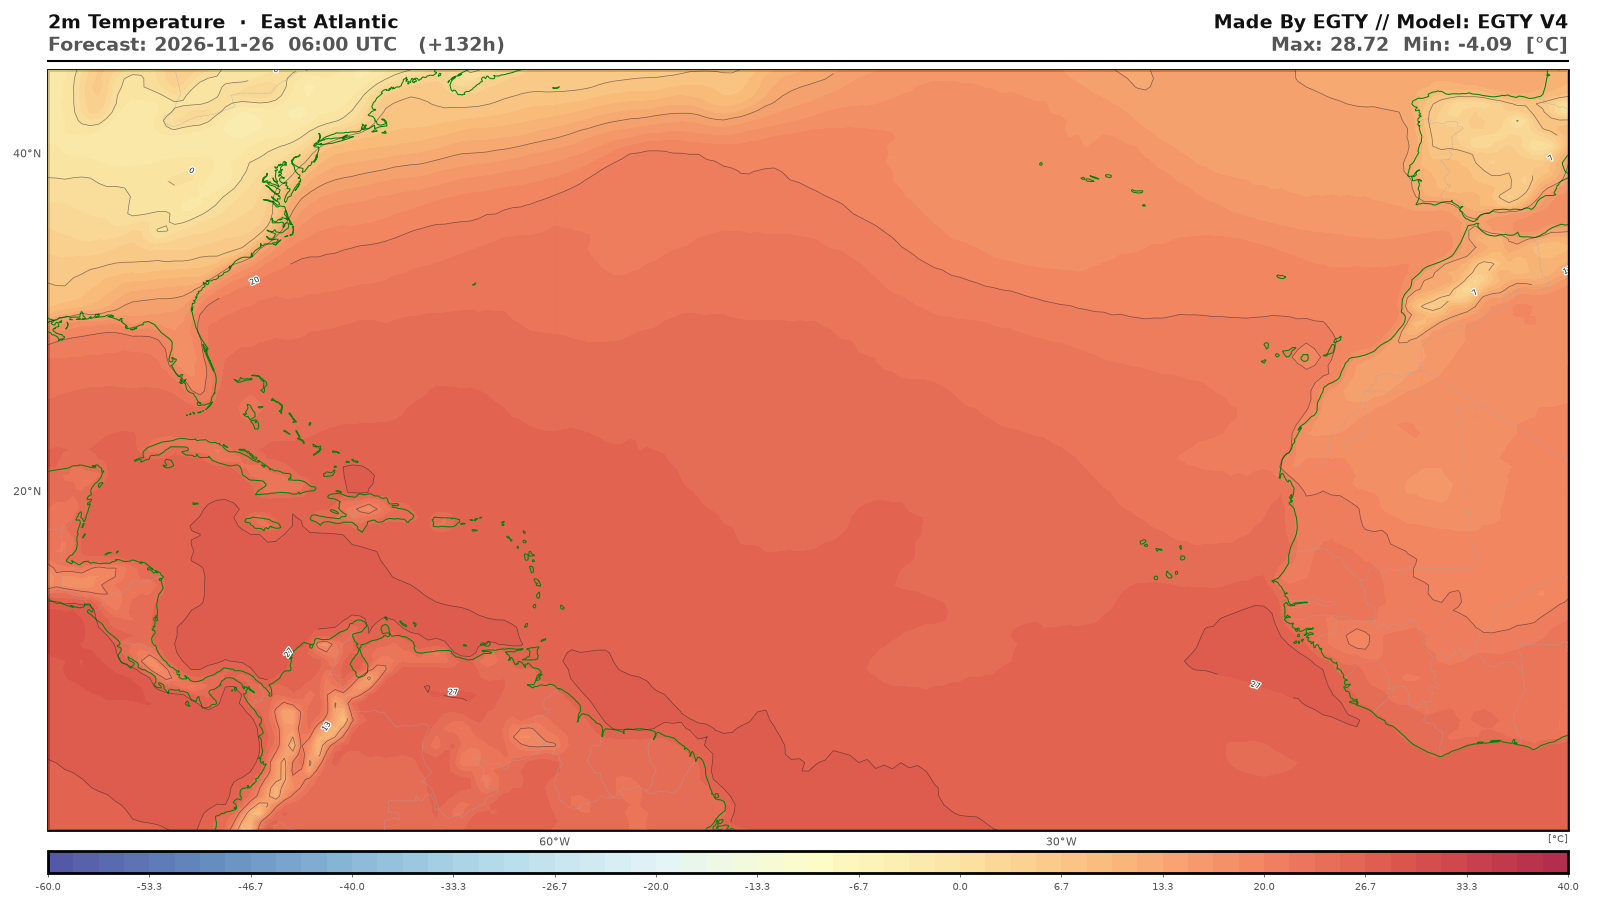 2m Temperature · East Atlantic
Made By EGTY // Model: EGTY V4
Forecast: 2026-11-26 06:00 UTC (+132h)
Max: 28.72 Min: -4.09 [°C]
40°N
20°N
0
7
20
7
27
27
27
13
60°W
30°W
[°C]
-60.0 -53.3 -46.7 -40.0 -33.3 -26.7 -20.0 -13.3 -6.7 0.0 6.7 13.3 20.0 26.7 33.3 40.0